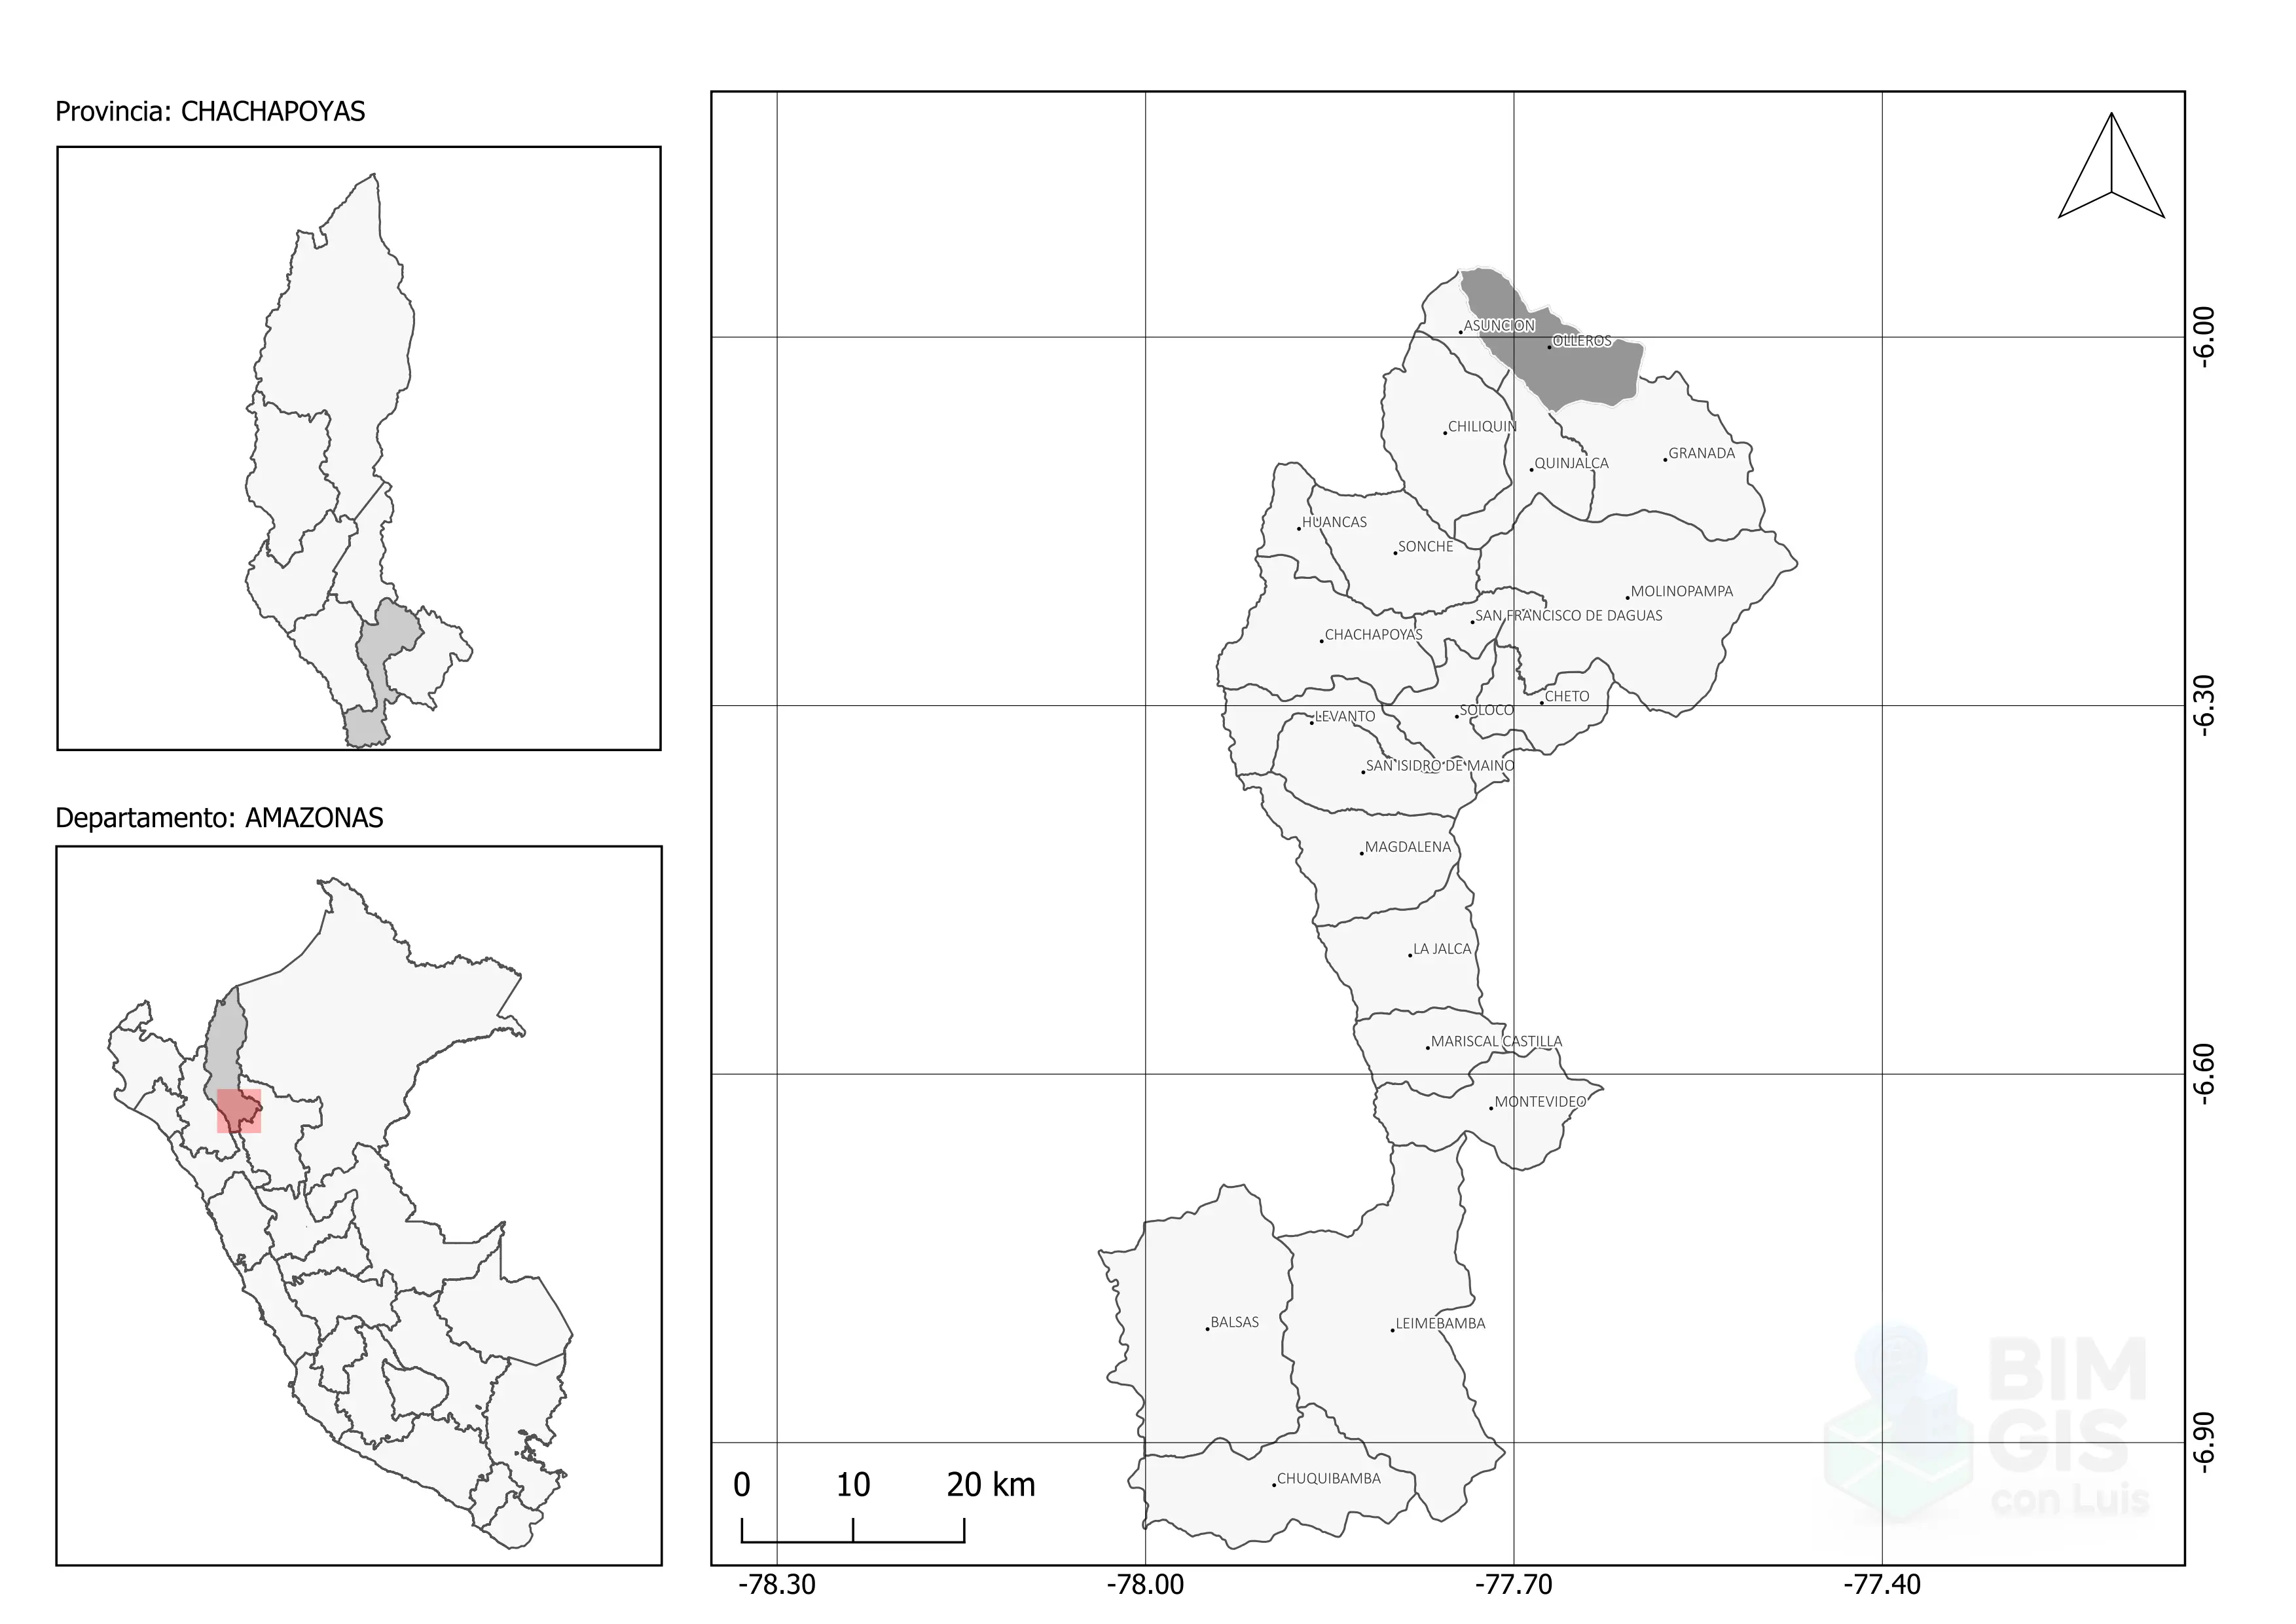 Provincia: CHACHAPOYAS
Departamento: AMAZONAS
ASUNCION
OLLEROS
CHILIQUIN
GRANADA
QUINJALCA
HUANCAS
SONCHE
MOLINOPAMPA
SAN FRANCISCO DE DAGUAS
CHACHAPOYAS
CHETO
SOLOCO
LEVANTO
SAN ISIDRO DE MAINO
MAGDALENA
LA JALCA
MARISCAL CASTILLA
MONTEVIDEO
BALSAS
LEIMEBAMBA
CHUQUIBAMBA
0 10 20 km
-78.30 -78.00 -77.70 -77.40
-6.00
-6.30
-6.60
-6.90
BIM
GIS
con Luis